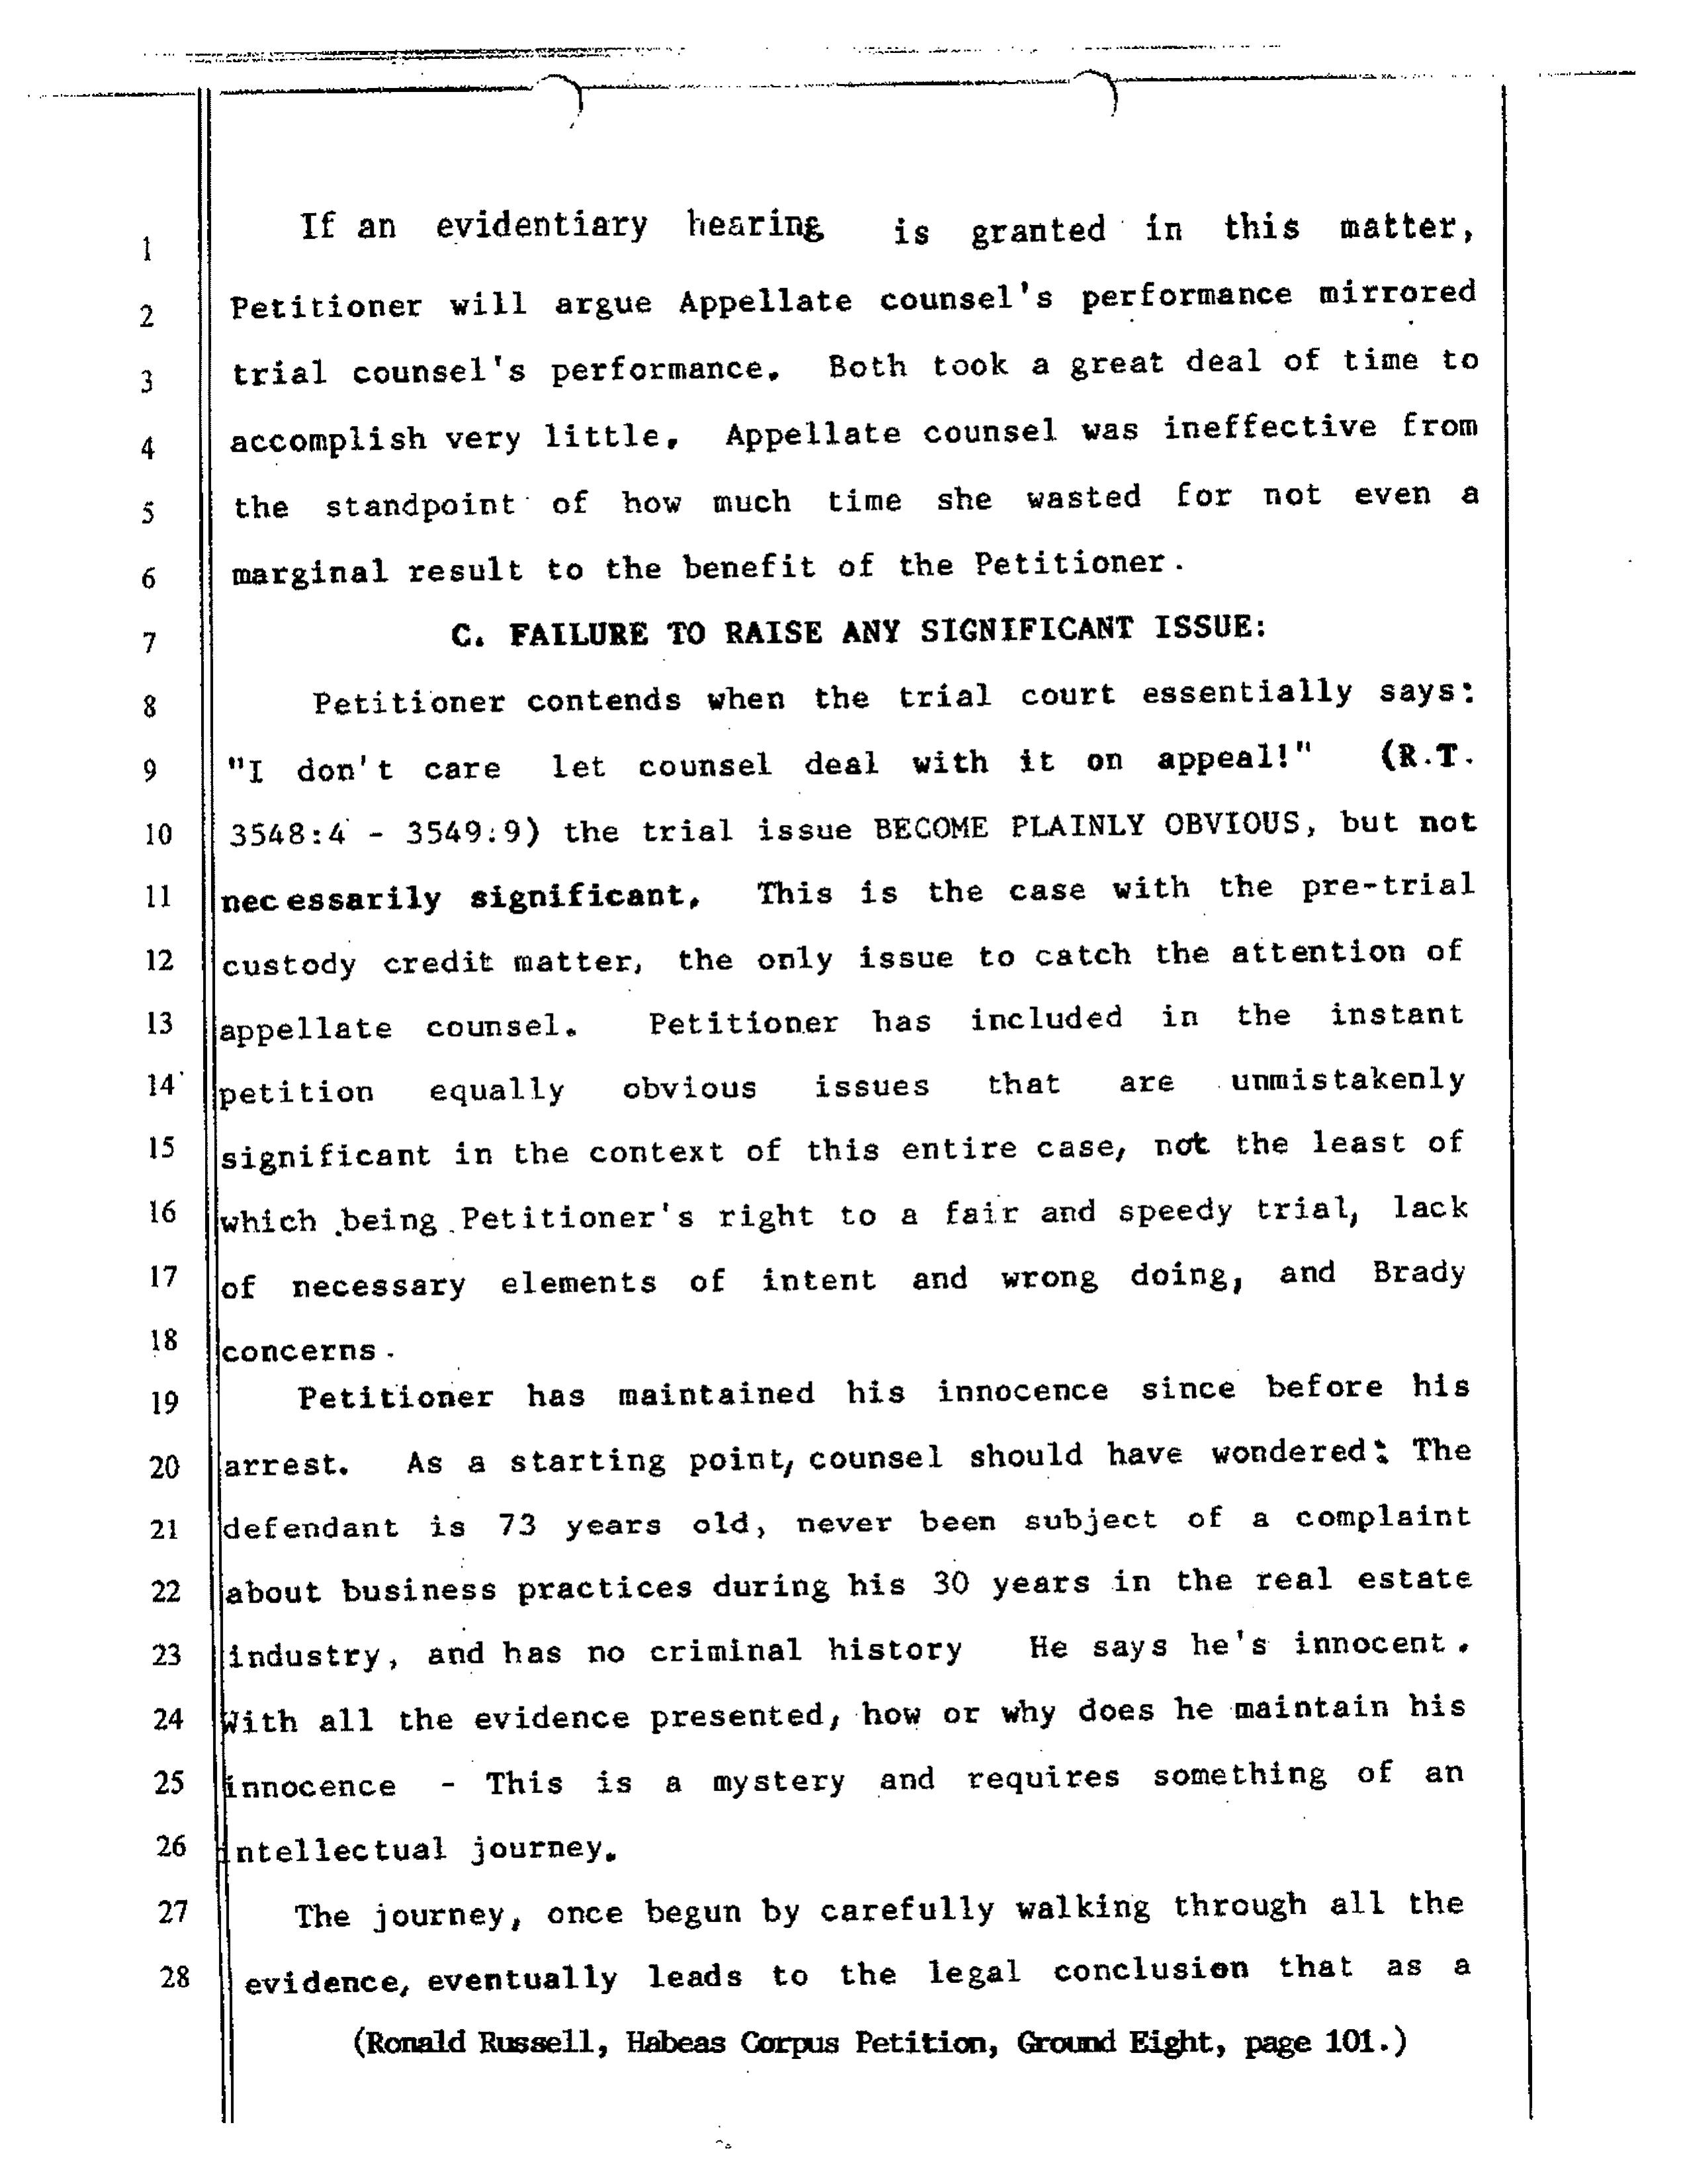 1 If an evidentiary hearing is granted in this matter,
2 Petitioner will argue Appellate counsel's performance mirrored
3 trial counsel's performance. Both took a great deal of time to
4 accomplish very little. Appellate counsel was ineffective from
5 the standpoint of how much time she wasted for not even a
6 marginal result to the benefit of the Petitioner.
7 C. FAILURE TO RAISE ANY SIGNIFICANT ISSUE:
8 Petitioner contends when the trial court essentially says:
9 "I don't care let counsel deal with it on appeal!" (R.T.
10 3548:4 - 3549:9) the trial issue BECOME PLAINLY OBVIOUS, but not
11 necessarily significant. This is the case with the pre-trial
12 custody credit matter, the only issue to catch the attention of
13 appellate counsel. Petitioner has included in the instant
14 petition equally obvious issues that are unmistakenly
15 significant in the context of this entire case, not the least of
16 which being Petitioner's right to a fair and speedy trial, lack
17 of necessary elements of intent and wrong doing, and Brady
18 concerns.
19 Petitioner has maintained his innocence since before his
20 arrest. As a starting point, counsel should have wondered: The
21 defendant is 73 years old, never been subject of a complaint
22 about business practices during his 30 years in the real estate
23 industry, and has no criminal history He says he's innocent.
24 With all the evidence presented, how or why does he maintain his
25 innocence - This is a mystery and requires something of an
26 intellectual journey.
27 The journey, once begun by carefully walking through all the
28 evidence, eventually leads to the legal conclusion that as a
(Ronald Russell, Habeas Corpus Petition, Ground Eight, page 101.)